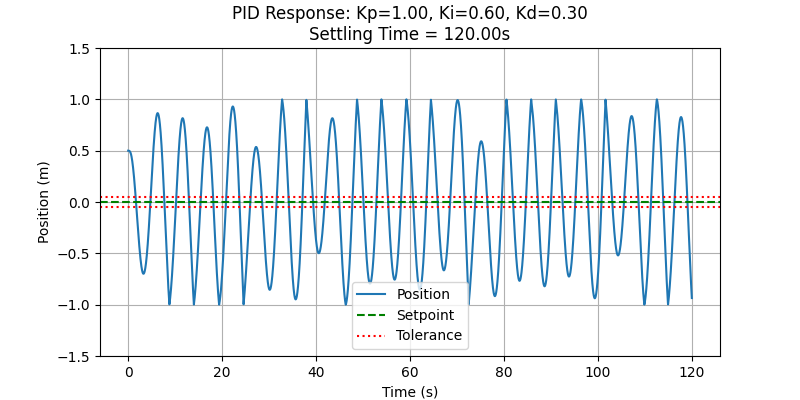 PID Response: Kp=1.00, Ki=0.60, Kd=0.30
Settling Time = 120.00s
1.5
1.0
0.5
0.0
−0.5
−1.0
−1.5
Position (m)
Position
Setpoint
Tolerance
0 20 40 60 80 100 120
Time (s)